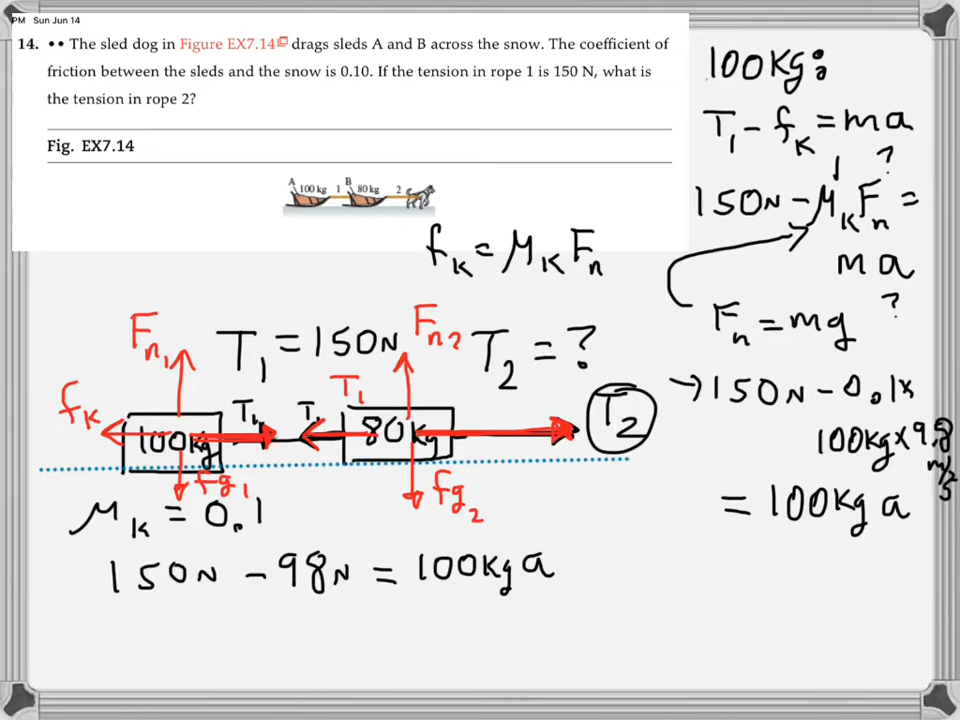 PM Sun Jun 14
14. •• The sled dog in Figure EX7.14 drags sleds A and B across the snow. The coefficient of
friction between the sleds and the snow is 0.10. If the tension in rope 1 is 150 N, what is
the tension in rope 2?
Fig. EX7.14
A 100 kg 1 B 80 kg 2
100Kg:
T₁ - fK = ma
?
150N - μK Fn =
ma
?
Fn = mg
→ 150N - 0.1x
100kg x 9.8
m/s²
= 100Kg a
fK = μK Fn
Fn₁ T₁ = 150N Fn₂ T₂ = ?
fK T₁ T₁ T₁ T₂
100kg 80Kg
fg₁ fg₂
μK = 0.1
150N - 98N = 100Kg a